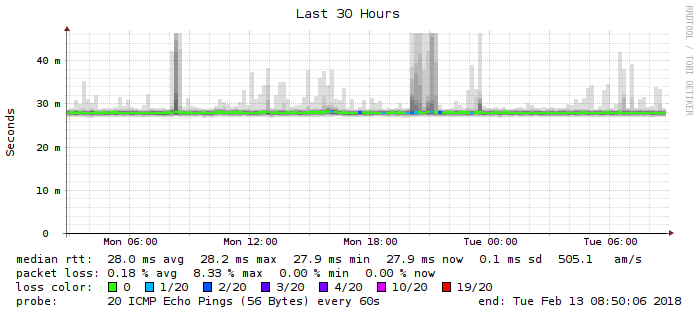 Last 30 Hours
RRDTOOL / TOBI OETIKER
Seconds
40 m
30 m
20 m
10 m
0
Mon 06:00 Mon 12:00 Mon 18:00 Tue 00:00 Tue 06:00
median rtt: 28.0 ms avg 28.2 ms max 27.9 ms min 27.9 ms now 0.1 ms sd 505.1 am/s
packet loss: 0.18 % avg 8.33 % max 0.00 % min 0.00 % now
loss color: 0 1/20 2/20 3/20 4/20 10/20 19/20
probe: 20 ICMP Echo Pings (56 Bytes) every 60s end: Tue Feb 13 08:50:06 2018